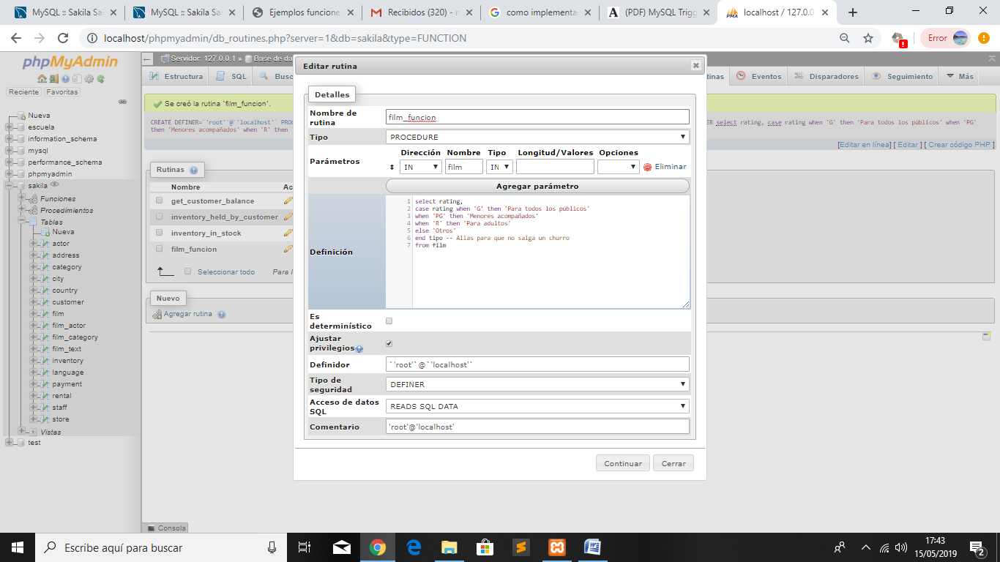 MySQL :: Sakila Sa
MySQL :: Sakila Sa
Ejemplos funcione
Recibidos (320) - n
como implementa
(PDF) MySQL Trigg
localhost / 127.0.0
localhost/phpmyadmin/db_routines.php?server=1&db=sakila&type=FUNCTION
Error
phpMyAdmin
Reciente
Favoritas
Nueva
escuela
information_schema
mysql
performance_schema
phpmyadmin
sakila
Funciones
Procedimientos
Tablas
Nueva
actor
address
category
city
country
customer
film
film_actor
film_category
film_text
inventory
language
payment
rental
staff
store
Vistas
test
Servidor: 127.0.0.1 » Base de da
Estructura
SQL
Busc
tinas
Eventos
Disparadores
Seguimiento
Más
Se creó la rutina `film_funcion`.
CREATE DEFINER=`'root'`@`'localhost'` PROC
ER select rating, case rating when 'G' then 'Para todos los públicos' when 'PG'
then 'Menores acompañados' when 'R' then
[Editar en línea] [ Editar ] [ Crear código PHP ]
Rutinas
Nombre
Ac
get_customer_balance
inventory_held_by_customer
inventory_in_stock
film_funcion
Seleccionar todo
Para l
Nuevo
Agregar rutina
Consola
Editar rutina
Detalles
Nombre de rutina
film_funcion
Tipo
PROCEDURE
Parámetros
Dirección Nombre Tipo Longitud/Valores Opciones
IN film IN Eliminar
Agregar parámetro
Definición
1 select rating,
2 case rating when 'G' then 'Para todos los públicos'
3 when 'PG' then 'Menores acompañados'
4 when 'R' then 'Para adultos'
5 else 'Otros'
6 end tipo -- Alias para que no salga un churro
7 from film
Es determinístico
Ajustar privilegios
Definidor
`'root'`@`'localhost'`
Tipo de seguridad
DEFINER
Acceso de datos SQL
READS SQL DATA
Comentario
'root'@'localhost'
Continuar
Cerrar
Escribe aquí para buscar
17:43
15/05/2019
2